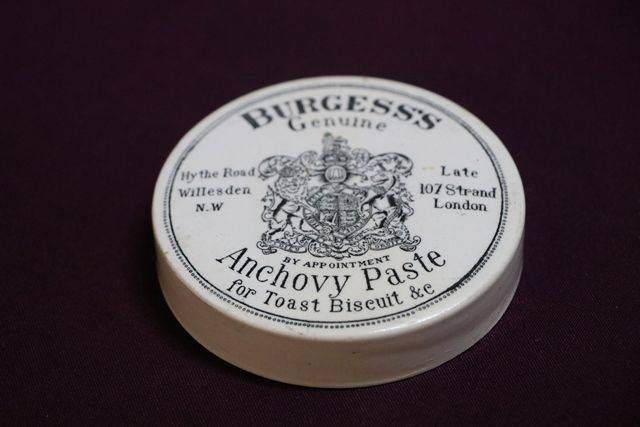 BURGESS'S
Genuine
Hythe Road
Willesden
N.W
Late
107 Strand
London
BY APPOINTMENT
Anchovy Paste
for Toast Biscuit &c